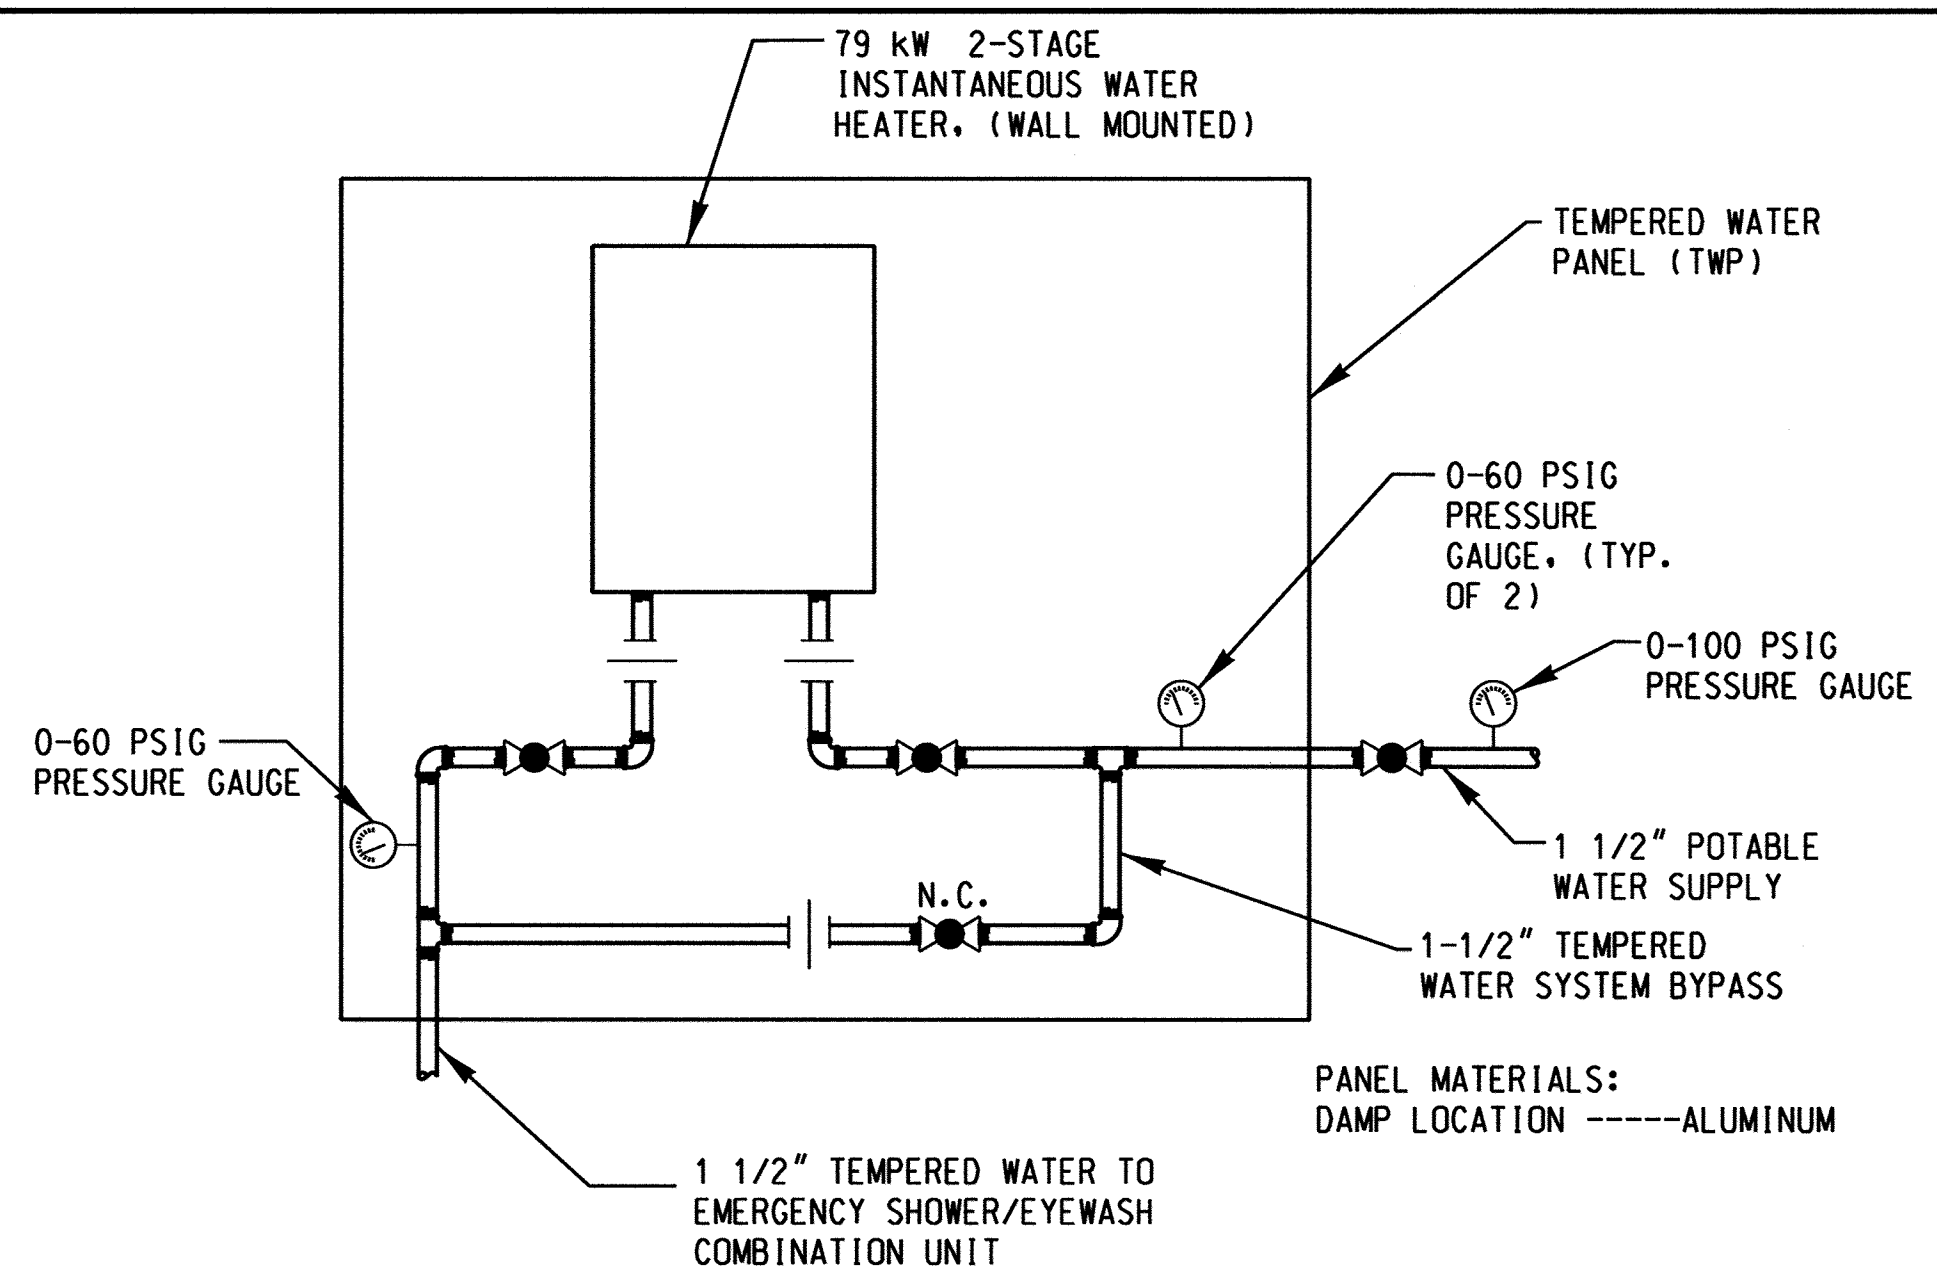 79 kW 2-STAGE
INSTANTANEOUS WATER
HEATER, (WALL MOUNTED)
TEMPERED WATER
PANEL (TWP)
0-60 PSIG
PRESSURE
GAUGE, (TYP.
OF 2)
0-100 PSIG
PRESSURE GAUGE
0-60 PSIG
PRESSURE GAUGE
1 1/2" POTABLE
WATER SUPPLY
N.C.
1-1/2" TEMPERED
WATER SYSTEM BYPASS
PANEL MATERIALS:
DAMP LOCATION -----ALUMINUM
1 1/2" TEMPERED WATER TO
EMERGENCY SHOWER/EYEWASH
COMBINATION UNIT